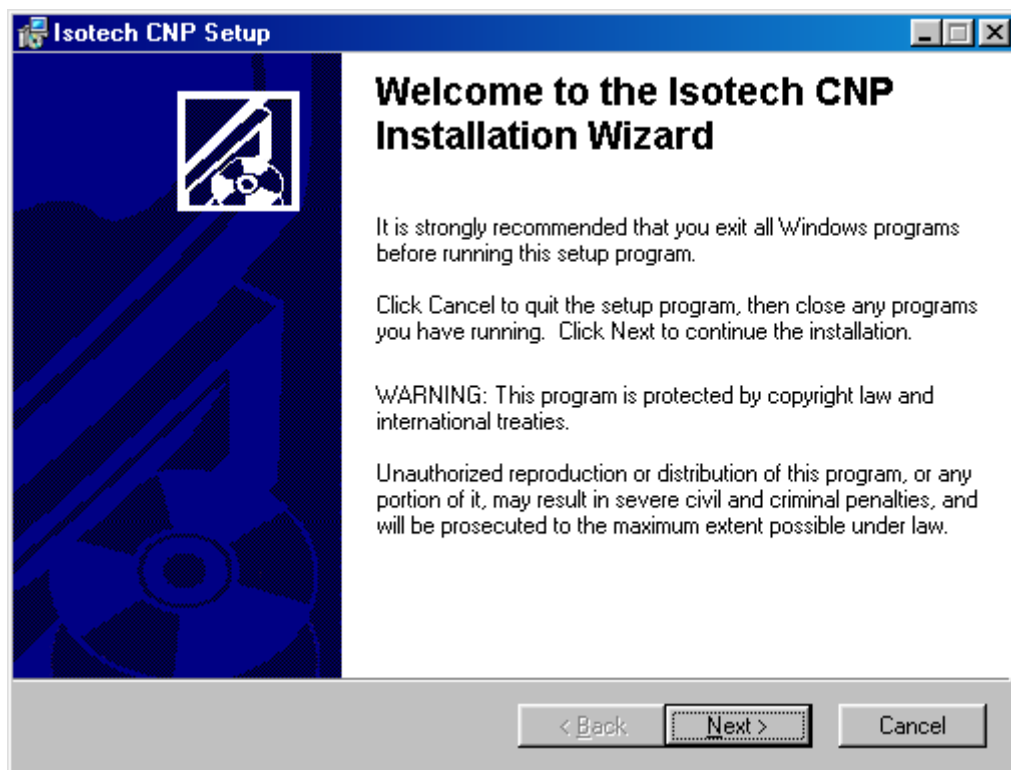 Isotech CNP Setup
Welcome to the Isotech CNP
Installation Wizard
It is strongly recommended that you exit all Windows programs
before running this setup program.
Click Cancel to quit the setup program, then close any programs
you have running.  Click Next to continue the installation.
WARNING: This program is protected by copyright law and
international treaties.
Unauthorized reproduction or distribution of this program, or any
portion of it, may result in severe civil and criminal penalties, and
will be prosecuted to the maximum extent possible under law.
< Back Next > Cancel